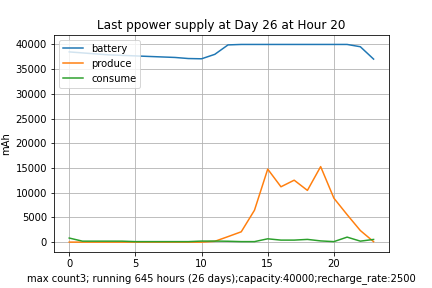 Last ppower supply at Day 26 at Hour 20
40000
35000
30000
25000
20000
15000
10000
5000
0
mAh
battery
produce
consume
0 5 10 15 20
max count3; running 645 hours (26 days);capacity:40000;recharge_rate:2500